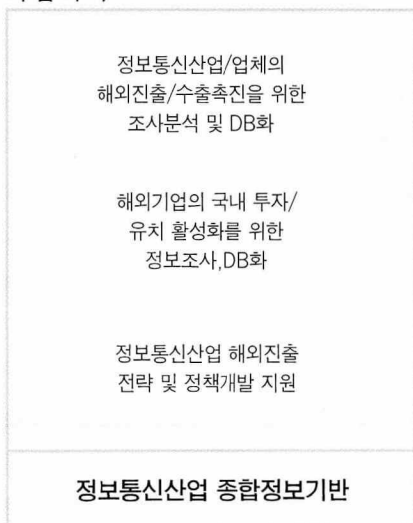 정보통신산업/업체의
해외진출/수출촉진을 위한
조사분석 및 DB화
해외기업의 국내 투자/
유치 활성화를 위한
정보조사,DB화
정보통신산업 해외진출
전략 및 정책개발 지원
정보통신산업 종합정보기반